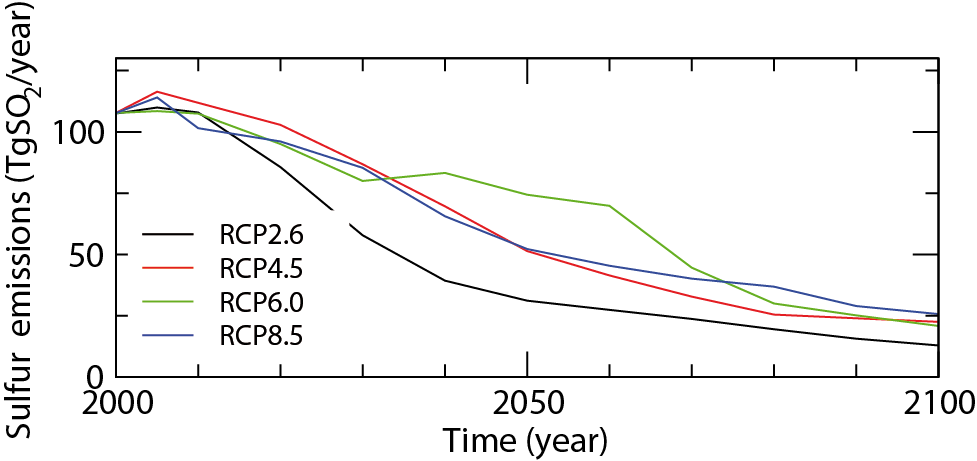 Sulfur emissions (TgSO2/year)
100
50
0
RCP2.6
RCP4.5
RCP6.0
RCP8.5
2000 2050 2100
Time (year)